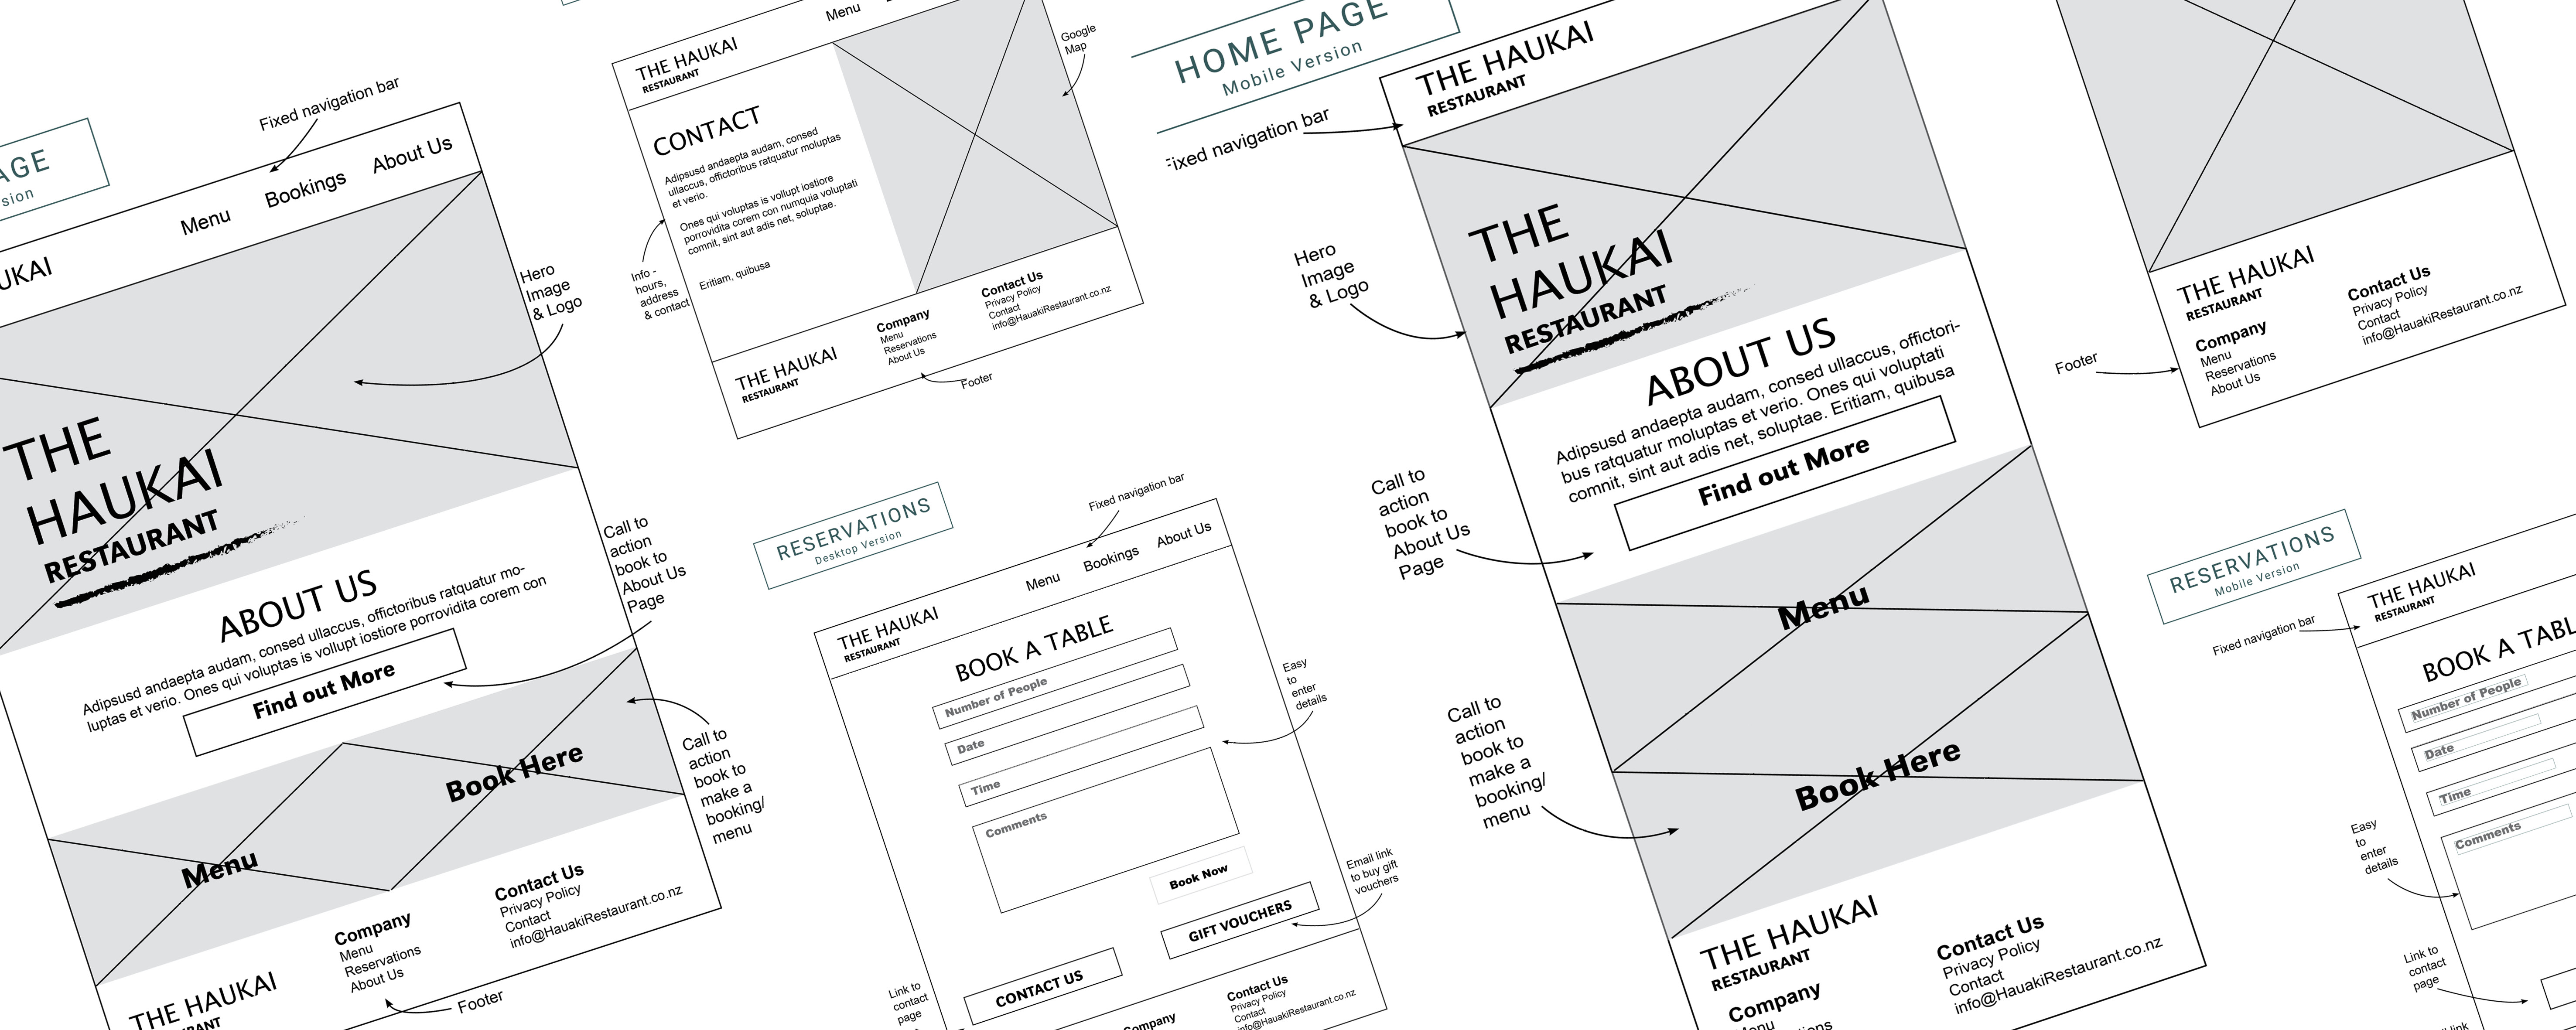 AGE
sion
Fixed navigation bar
UKAI
Menu
Bookings
About Us
THE
HAUKAI
RESTAURANT
Hero
Image
& Logo
ABOUT US
Adipsusd andaepta audam, consed ullaccus, offictoribus ratquatur mo-
luptas et verio. Ones qui voluptas is vollupt iostiore porrovidita corem con
Find out More
Call to
action
book to
About Us
Page
Menu
Book Here
Call to
action
book to
make a
booking/
menu
THE HAUKAI
RANT
Company
Menu
Reservations
About Us
Contact Us
Privacy Policy
Contact
info@HauakiRestaurant.co.nz
Footer
Menu
THE HAUKAI
RESTAURANT
Google
Map
CONTACT
Adipsusd andaepta audam, consed
ullaccus, offictoribus ratquatur moluptas
et verio.
Ones qui voluptas is vollupt iostiore
porrovidita corem con numquia voluptati
comnit, sint aut adis net, soluptae.
Eritiam, quibusa
Info -
hours,
address
& contact
THE HAUKAI
RESTAURANT
Company
Menu
Reservations
About Us
Contact Us
Privacy Policy
Contact
info@HauakiRestaurant.co.nz
Footer
RESERVATIONS
Desktop Version
Fixed navigation bar
THE HAUKAI
RESTAURANT
Menu
Bookings
About Us
BOOK A TABLE
Number of People
Date
Time
Comments
Easy
to
enter
details
Book Now
GIFT VOUCHERS
Email link
to buy gift
vouchers
CONTACT US
Link to
contact
page
Company
Contact Us
Privacy Policy
Contact
info@HauakiRestaurant.co.nz
HOME PAGE
Mobile Version
Fixed navigation bar
THE HAUKAI
RESTAURANT
Hero
Image
& Logo
THE
HAUKAI
RESTAURANT
ABOUT US
Adipsusd andaepta audam, consed ullaccus, offictori-
bus ratquatur moluptas et verio. Ones qui voluptati
comnit, sint aut adis net, soluptae. Eritiam, quibusa
Find out More
Call to
action
book to
About Us
Page
Menu
Book Here
Call to
action
book to
make a
booking/
menu
THE HAUKAI
RESTAURANT
Company
Menu
Contact Us
Privacy Policy
Contact
info@HauakiRestaurant.co.nz
THE HAUKAI
RESTAURANT
Company
Menu
Reservations
About Us
Contact Us
Privacy Policy
Contact
info@HauakiRestaurant.co.nz
Footer
RESERVATIONS
Mobile Version
Fixed navigation bar
THE HAUKAI
RESTAURANT
BOOK A TABL
Number of People
Date
Time
Comments
Easy
to
enter
details
Link to
contact
page